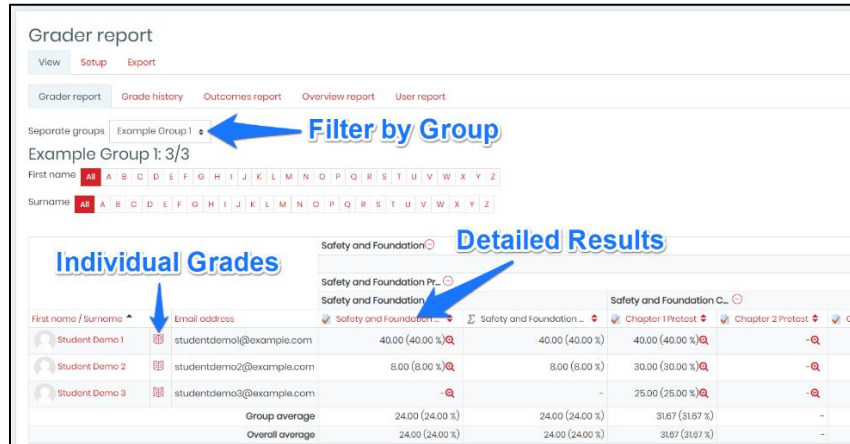 Grader report
View Setup Export
Grader report Grade history Outcomes report Overview report User report
Separate groups Example Group 1 Filter by Group
Example Group 1: 3/3
First name All A B C D E F G H I J K L M N O P Q R S T U V W X Y Z
Surname All A B C D E F G H I J K L M N O P Q R S T U V W X Y Z
Individual Grades
Detailed Results
Safety and Foundation
Safety and Foundation Pr...
Safety and Foundation Safety and Foundation C...
First name / Surname Email address Safety and Foundation ... Σ Safety and Foundation ... Chapter 1 Pretest Chapter 2 Pretest
Student Demo 1 studentdemo1@example.com 40.00 (40.00 %) 40.00 (40.00 %) 40.00 (40.00 %) -
Student Demo 2 studentdemo2@example.com 8.00 (8.00 %) 8.00 (8.00 %) 30.00 (30.00 %) -
Student Demo 3 studentdemo3@example.com - - 25.00 (25.00 %) -
Group average 24.00 (24.00 %) 24.00 (24.00 %) 31.67 (31.67 %) -
Overall average 24.00 (24.00 %) 24.00 (24.00 %) 31.67 (31.67 %) -